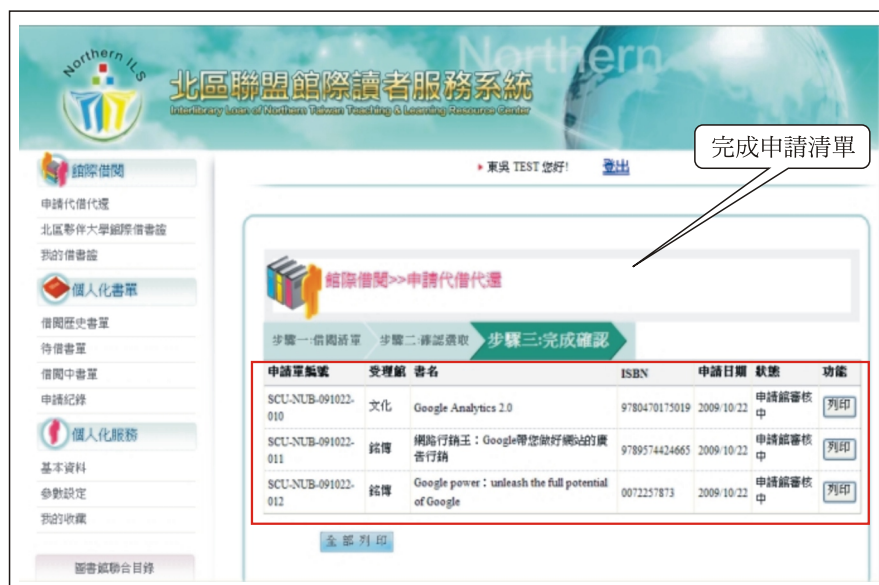 Northern ILS
Northern
北區聯盟館際讀者服務系統
Interlibrary Loan of Northern Taiwan Teaching & Learning Resource Center
完成申請清單
東吳 TEST 您好! 登出
館際借閱
申請代借代還
北區夥伴大學館際借書證
我的借書證
個人化書單
借閱歷史書單
待借書單
借閱中書單
申請紀錄
個人化服務
基本資料
參數設定
我的收藏
圖書館聯合目錄
館際借閱>>申請代借代還
步驟一:借閱清單 步驟二:確認選取 步驟三:完成確認
申請單編號 受理館 書名 ISBN 申請日期 狀態 功能
SCU-NUB-091022-010 文化 Google Analytics 2.0 9780470175019 2009/10/22 申請館審核中 列印
SCU-NUB-091022-011 銘傳 網路行銷王：Google帶您做好網站的廣告行銷 9789574424665 2009/10/22 申請館審核中 列印
SCU-NUB-091022-012 銘傳 Google power：unleash the full potential of Google 0072257873 2009/10/22 申請館審核中 列印
全部列印